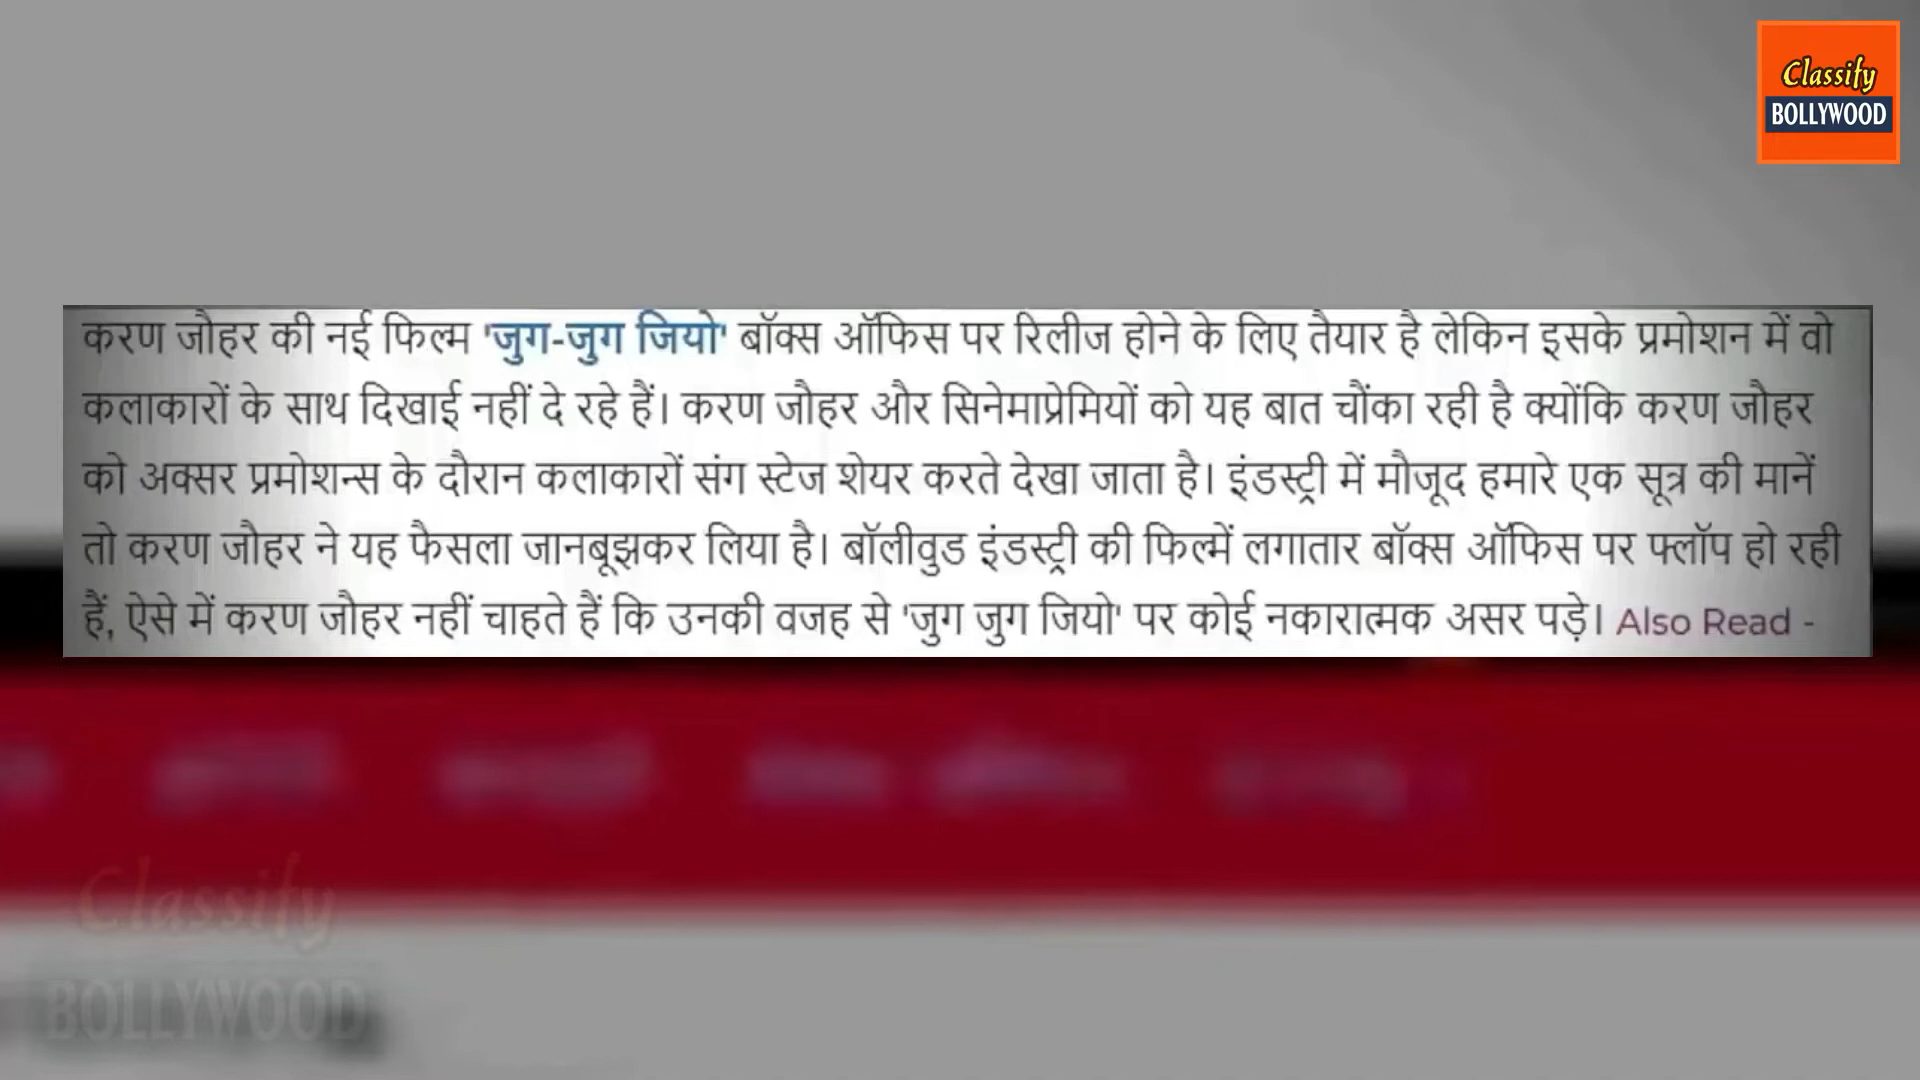 Classify
BOLLYWOOD
करण जौहर की नई फिल्म 'जुग-जुग जियो' बॉक्स ऑफिस पर रिलीज होने के लिए तैयार है लेकिन इसके प्रमोशन में वो
कलाकारों के साथ दिखाई नहीं दे रहे हैं। करण जौहर और सिनेमाप्रेमियों को यह बात चौंका रही है क्योंकि करण जौहर
को अक्सर प्रमोशन्स के दौरान कलाकारों संग स्टेज शेयर करते देखा जाता है। इंडस्ट्री में मौजूद हमारे एक सूत्र की मानें
तो करण जौहर ने यह फैसला जानबूझकर लिया है। बॉलीवुड इंडस्ट्री की फिल्में लगातार बॉक्स ऑफिस पर फ्लॉप हो रही
हैं, ऐसे में करण जौहर नहीं चाहते हैं कि उनकी वजह से 'जुग जुग जियो' पर कोई नकारात्मक असर पड़े। Also Read -
Classify
BOLLYWOOD